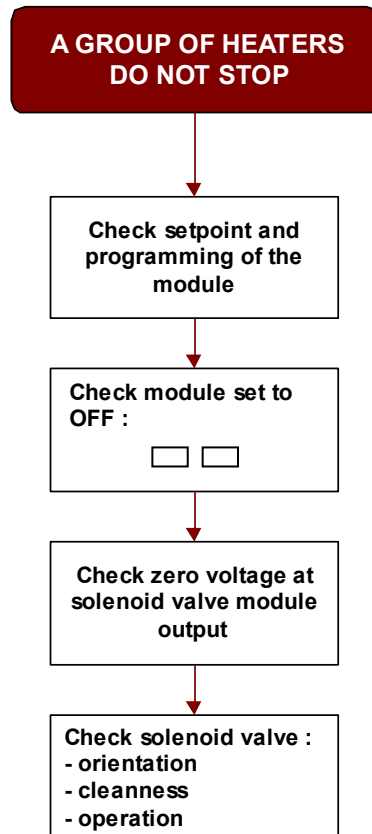 A GROUP OF HEATERS
DO NOT STOP
Check setpoint and
programming of the
module
Check module set to
OFF :
Check zero voltage at
solenoid valve module
output
Check solenoid valve :
- orientation
- cleanness
- operation